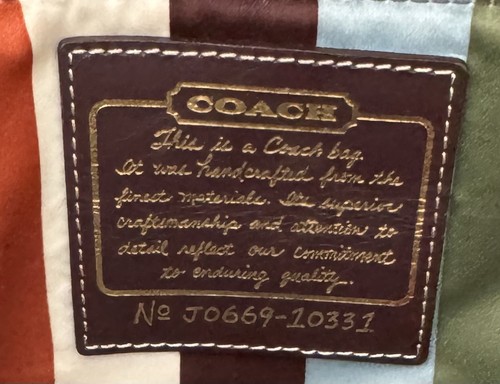 COACH
This is a Coach bag.
It was handcrafted from the
finest materials. Its superior
craftsmanship and attention to
detail reflect our commitment
to enduring quality.
No J0669-10331